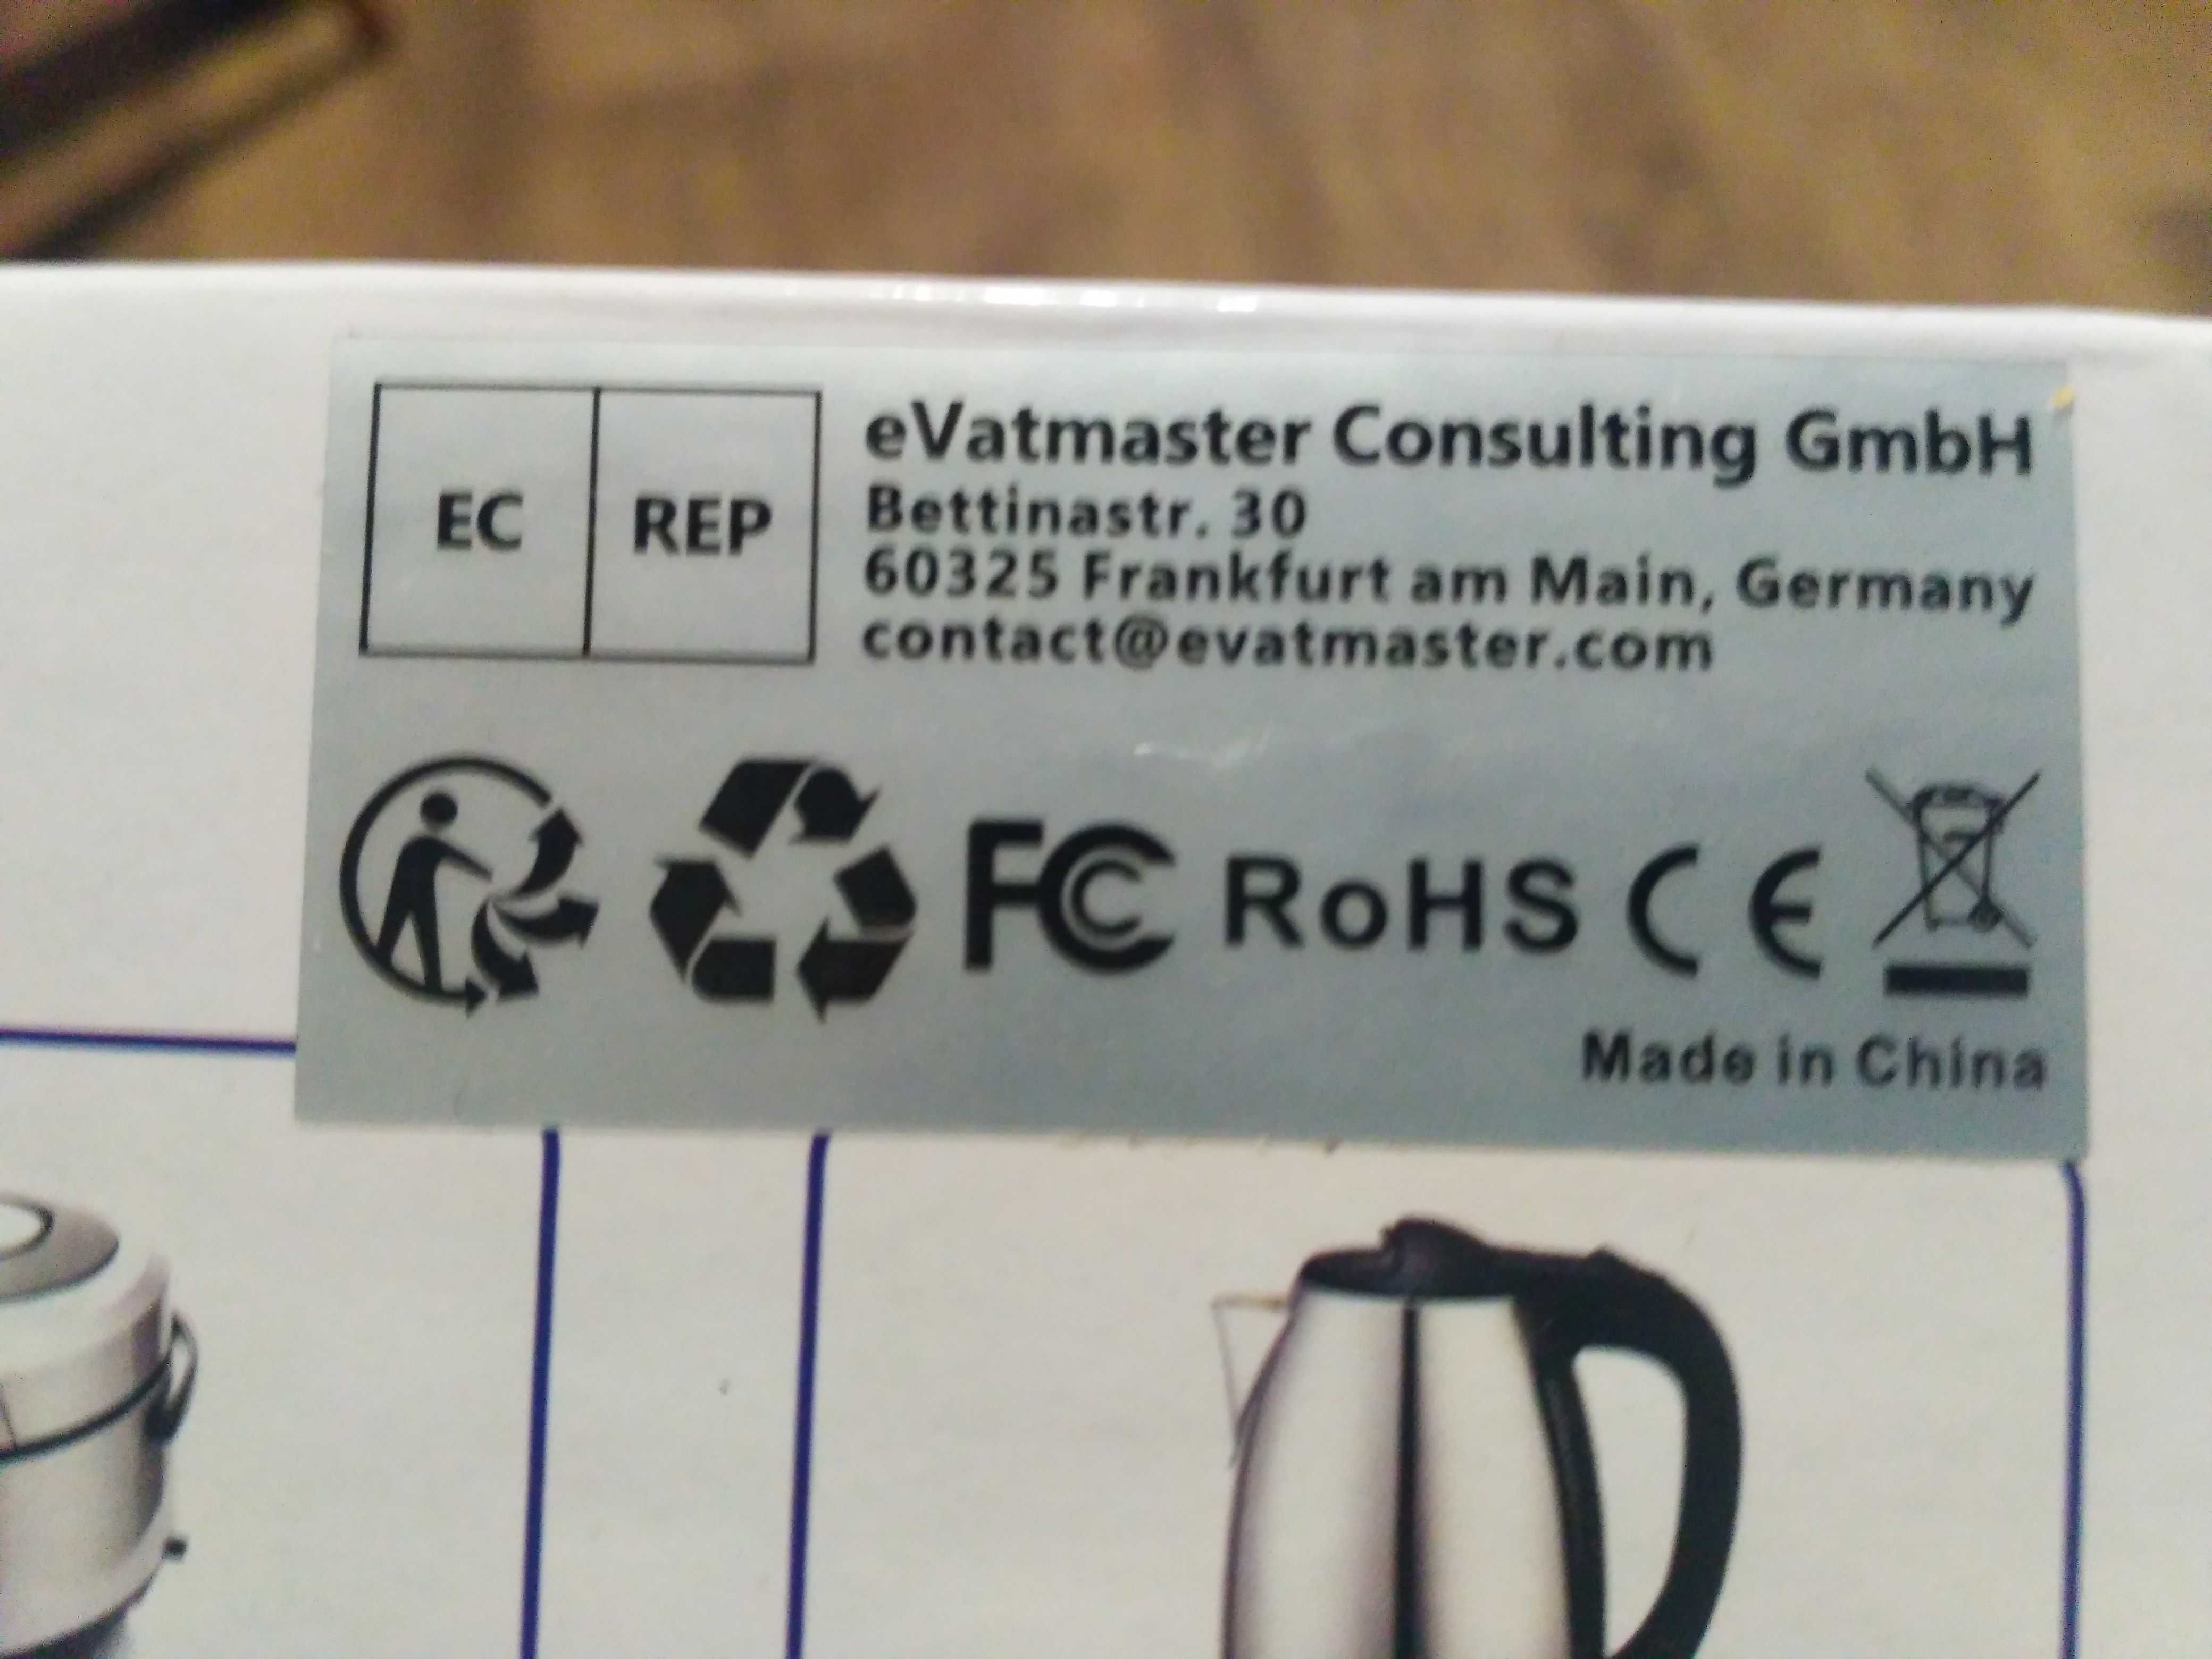 EC REP
eVatmaster Consulting GmbH
Bettinastr. 30
60325 Frankfurt am Main, Germany
contact@evatmaster.com
FC RoHS CE
Made in China